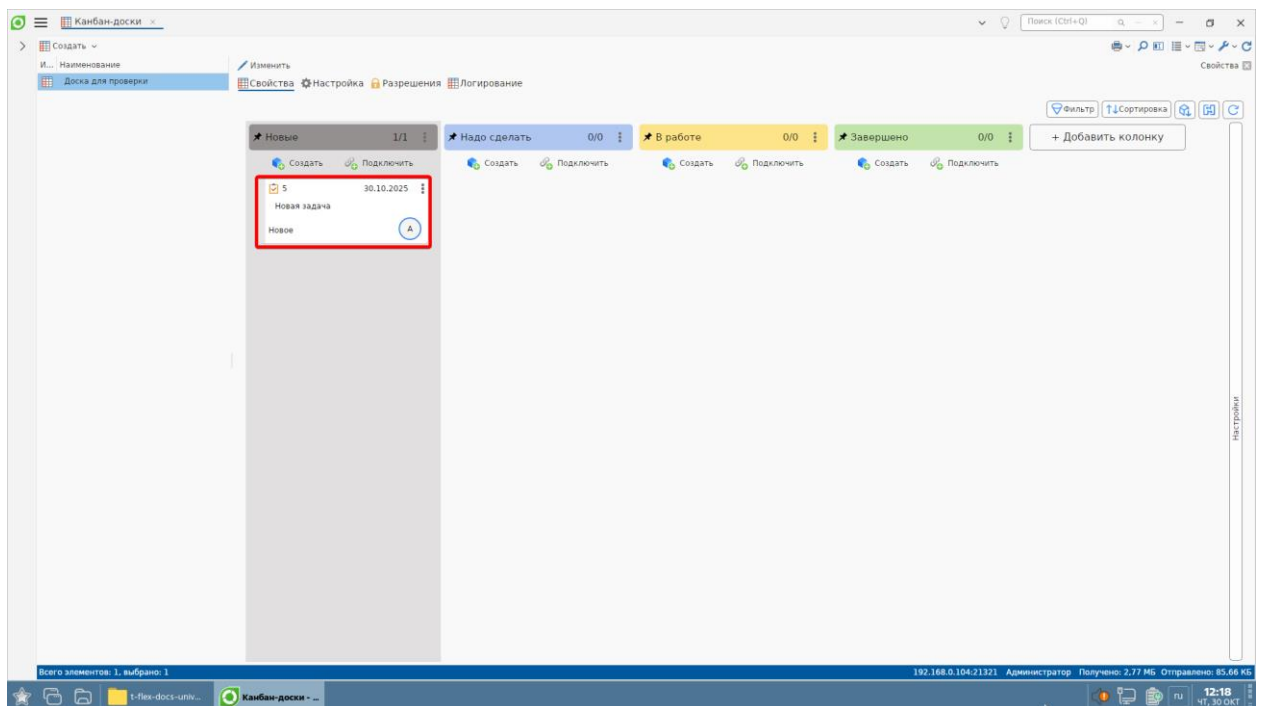 Канбан-доски ×
Поиск (Ctrl+Q)
Создать
И... Наименование
Изменить
Свойства
Доска для проверки
Свойства Настройка Разрешения Логирование
Фильтр Сортировка
Новые 1/1
Надо сделать 0/0
В работе 0/0
Завершено 0/0
+ Добавить колонку
Создать Подключить
Создать Подключить
Создать Подключить
Создать Подключить
5 30.10.2025
Новая задача
Новое A
Настройки
Всего элементов: 1, выбрано: 1
192.168.0.104:21321 Администратор Получено: 2,77 МБ Отправлено: 85,66 КБ
t-flex-docs-univ... Канбан-доски - ...
ru
12:18
ЧТ, 30 ОКТ